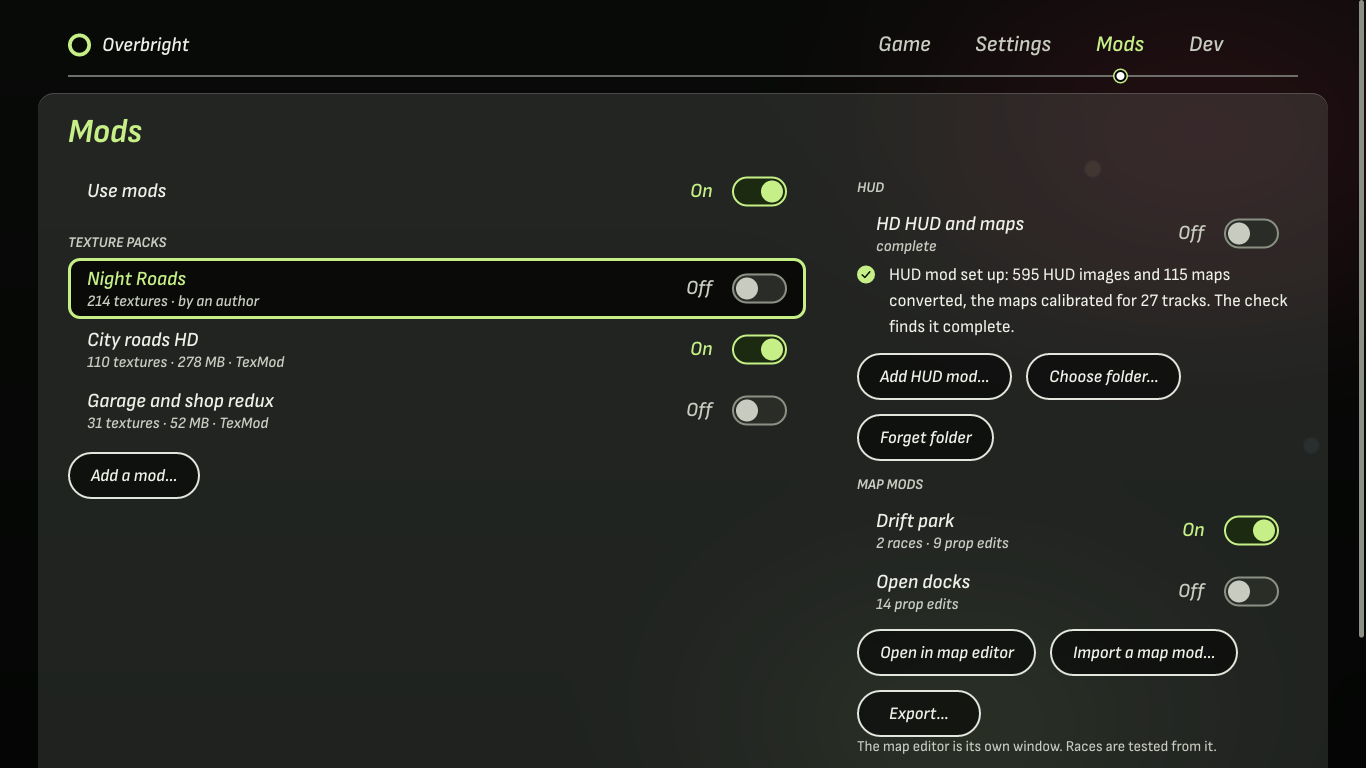 Overbright
Game
Settings
Mods
Dev
Mods
Use mods
On
TEXTURE PACKS
Night Roads
214 textures · by an author
Off
City roads HD
110 textures · 278 MB · TexMod
On
Garage and shop redux
31 textures · 52 MB · TexMod
Off
Add a mod...
HUD
HD HUD and maps
complete
Off
HUD mod set up: 595 HUD images and 115 maps
converted, the maps calibrated for 27 tracks. The check
finds it complete.
Add HUD mod...
Choose folder...
Forget folder
MAP MODS
Drift park
2 races · 9 prop edits
On
Open docks
14 prop edits
Off
Open in map editor
Import a map mod...
Export...
The map editor is its own window. Races are tested from it.